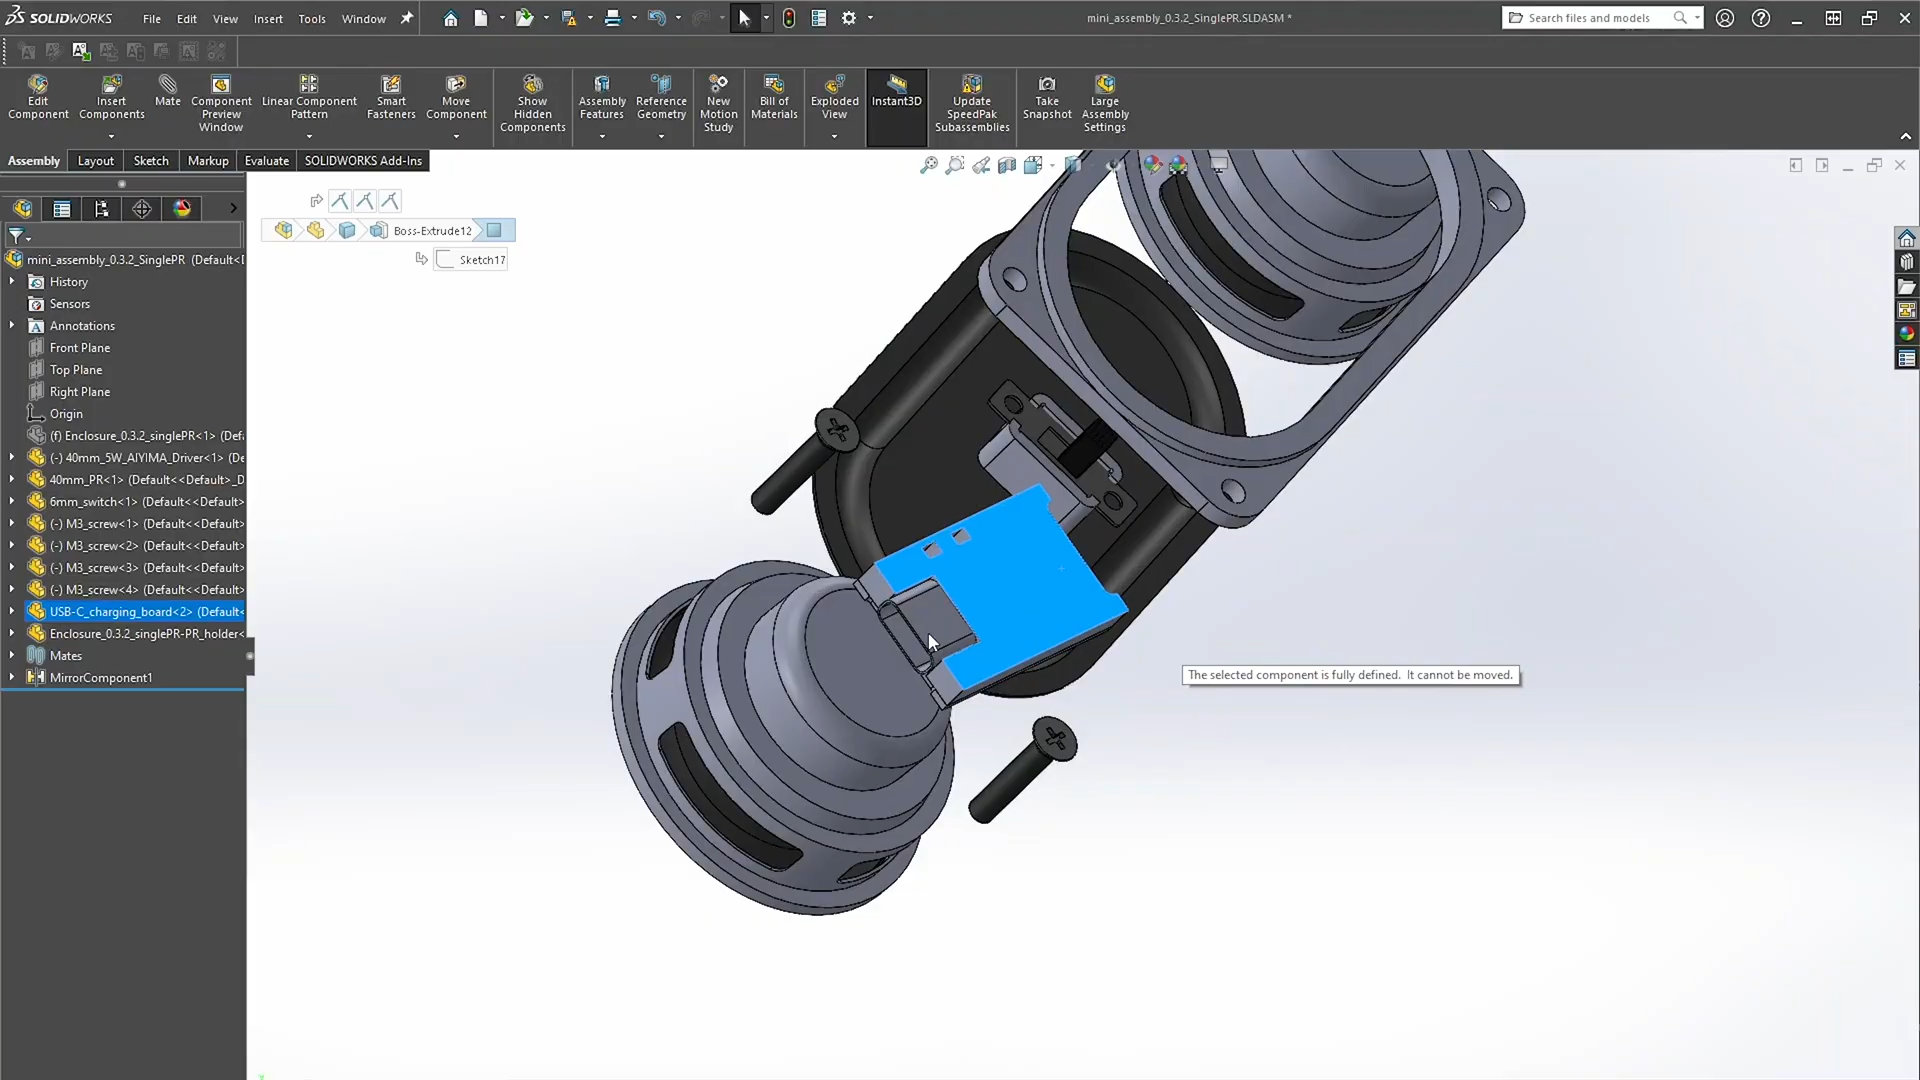 SOLIDWORKS
File Edit View Insert Tools Window
mini_assembly_0.3.2_SinglePR.SLDASM *
Search files and models
Edit Component
Insert Components
Mate
Component Preview Window
Linear Component Pattern
Smart Fasteners
Move Component
Show Hidden Components
Assembly Features
Reference Geometry
New Motion Study
Bill of Materials
Exploded View
Instant3D
Update SpeedPak Subassemblies
Take Snapshot
Large Assembly Settings
Assembly Layout Sketch Markup Evaluate SOLIDWORKS Add-Ins
Boss-Extrude12
Sketch17
mini_assembly_0.3.2_SinglePR (Default<
History
Sensors
Annotations
Front Plane
Top Plane
Right Plane
Origin
(f) Enclosure_0.3.2_singlePR<1> (Def
(-) 40mm_5W_AIYIMA_Driver<1> (De
40mm_PR<1> (Default<<Default>_D
6mm_switch<1> (Default<<Default>
(-) M3_screw<1> (Default<<Default>
(-) M3_screw<2> (Default<<Default>
(-) M3_screw<3> (Default<<Default>
(-) M3_screw<4> (Default<<Default>
USB-C_charging_board<2> (Default<
Enclosure_0.3.2_singlePR-PR_holder<
Mates
MirrorComponent1
The selected component is fully defined. It cannot be moved.